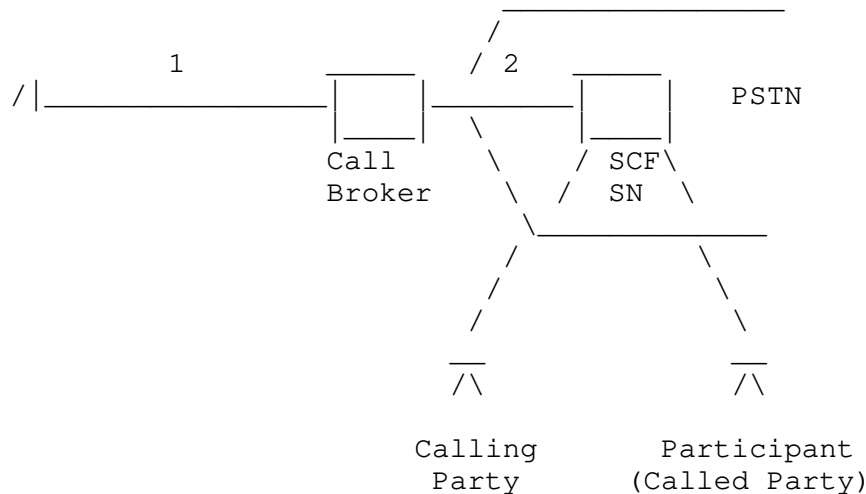 1 2
PSTN
Call SCF
Broker SN
Calling Participant
Party (Called Party)